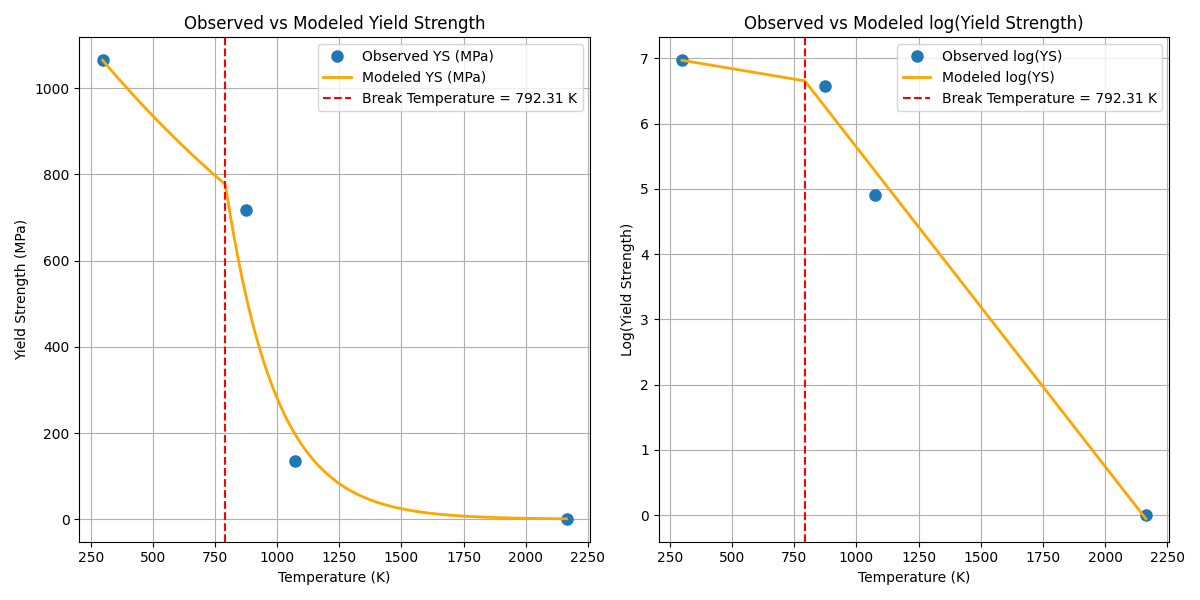 Observed vs Modeled Yield Strength
Observed YS (MPa)
Modeled YS (MPa)
Break Temperature = 792.31 K
1000
800
600
400
200
0
Yield Strength (MPa)
250 500 750 1000 1250 1500 1750 2000 2250
Temperature (K)
Observed vs Modeled log(Yield Strength)
Observed log(YS)
Modeled log(YS)
Break Temperature = 792.31 K
7
6
5
4
3
2
1
0
Log(Yield Strength)
250 500 750 1000 1250 1500 1750 2000 2250
Temperature (K)